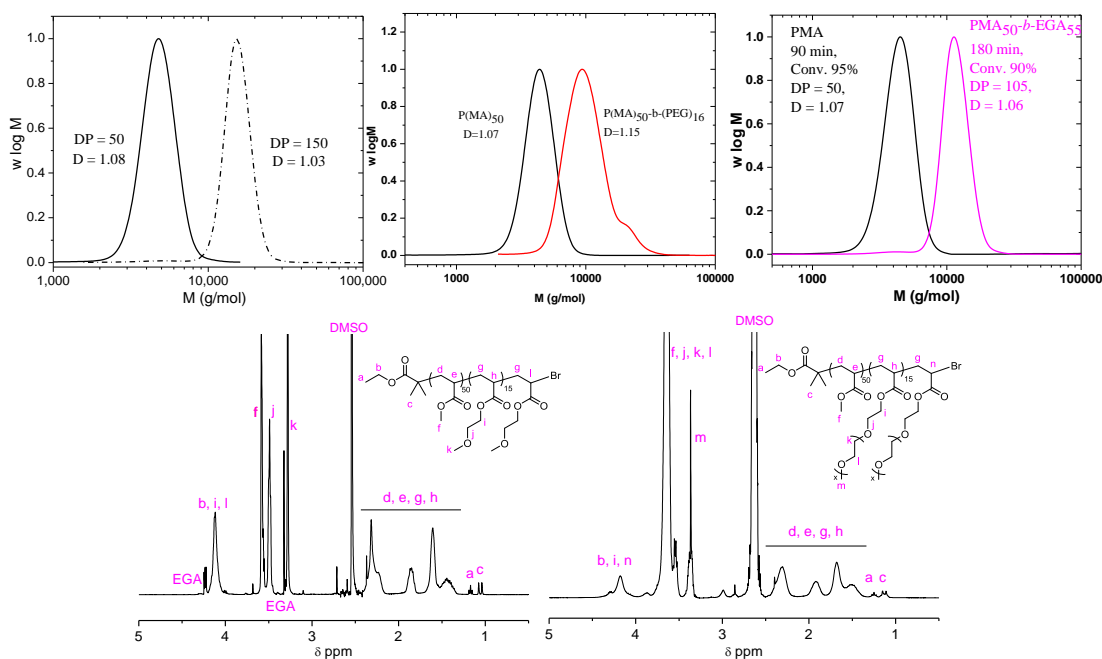 1.0
0.8
0.6
0.4
0.2
0.0
w log M
DP = 50
D = 1.08
DP = 150
D = 1.03
1,000
10,000
100,000
M (g/mol)
1.2
1.0
0.8
0.6
0.4
0.2
0.0
w logM
P(MA)50
D=1.07
P(MA)50-b-(PEG)16
D=1.15
1000
10000
100000
M (g/mol)
1.0
0.8
0.6
0.4
0.2
0.0
w log M
PMA
90 min,
Conv. 95%
DP = 50,
D = 1.07
PMA50-b-EGA55
180 min,
Conv. 90%
DP = 105,
D = 1.06
1000
10000
100000
M (g/mol)
DMSO
f
j
k
b, i, l
EGA
EGA
d, e, g, h
a
c
a
b
O
O
c
d
e
50
g
h
15
g
l
Br
O
O
f
O
O
i
j
O
k
O
O
O
5
4
3
2
1
δ ppm
DMSO
f, j, k, l
m
b, i, n
d, e, g, h
a
c
a
b
O
O
c
d
e
50
g
h
15
g
n
Br
O
O
f
O
O
i
j
O
k
l
O
x
m
O
O
O
O
x
5
4
3
2
1
δ ppm